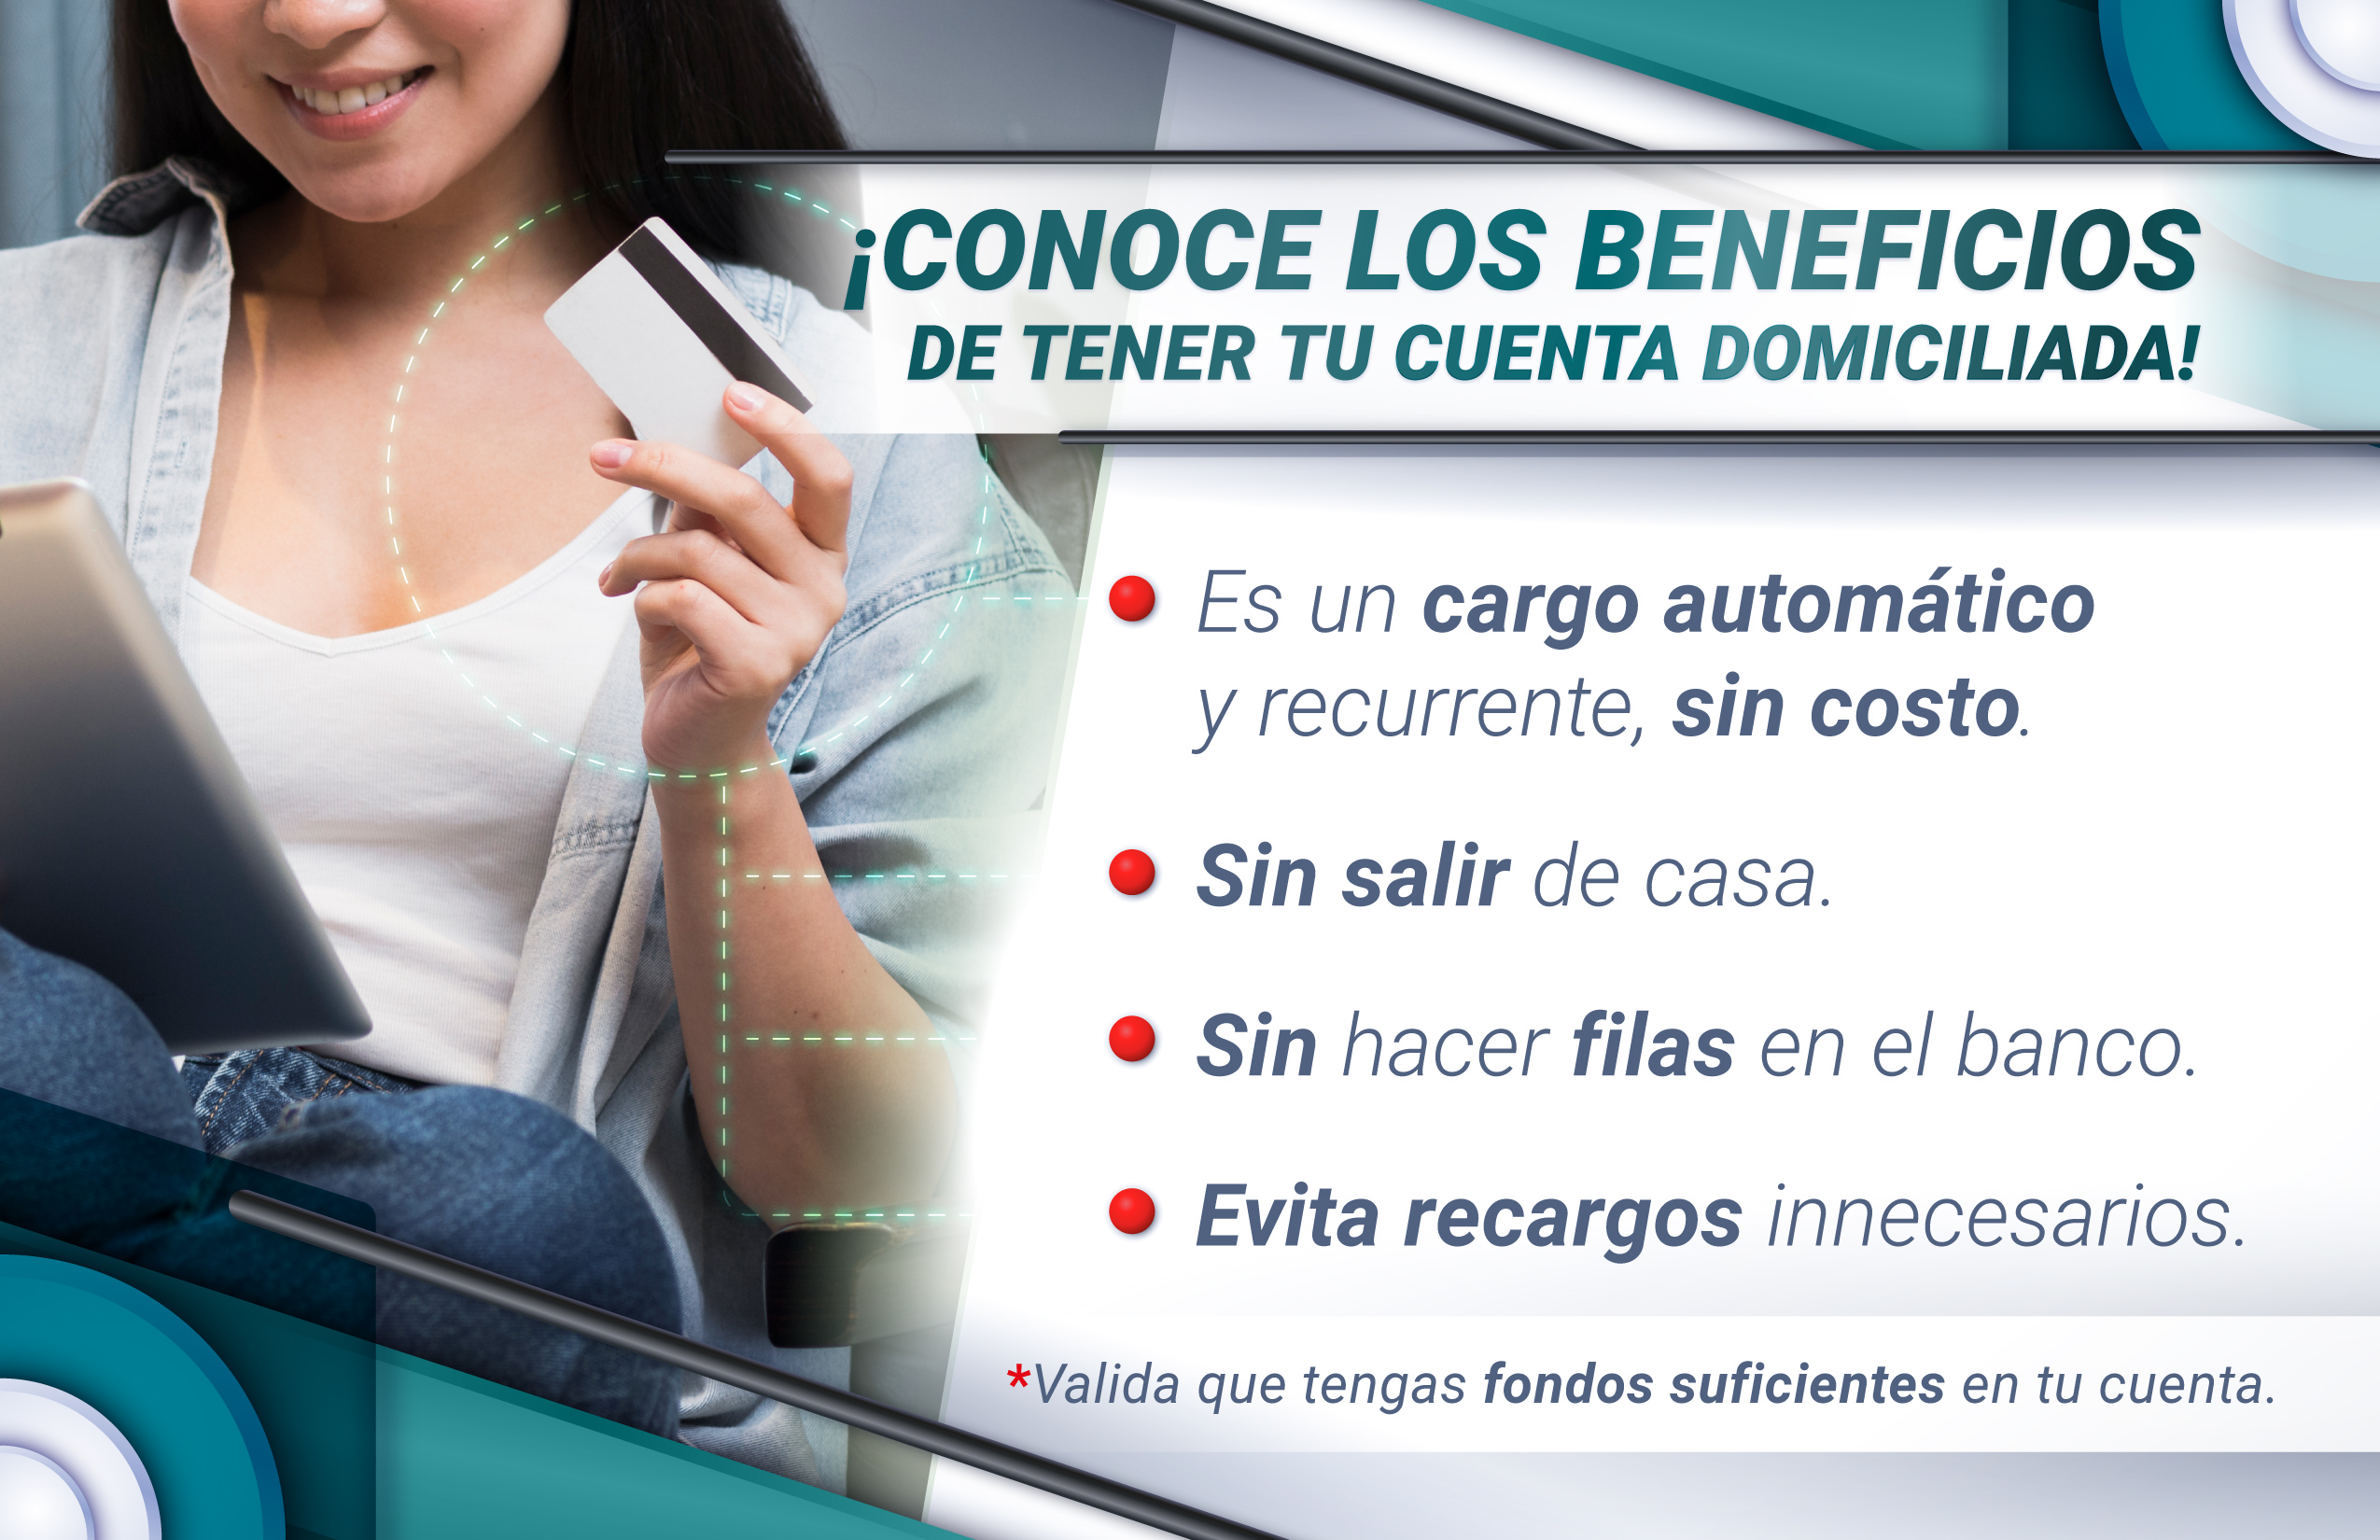 ¡CONOCE LOS BENEFICIOS
DE TENER TU CUENTA DOMICILIADA!
Es un cargo automático
y recurrente, sin costo.
Sin salir de casa.
Sin hacer filas en el banco.
Evita recargos innecesarios.
*Valida que tengas fondos suficientes en tu cuenta.